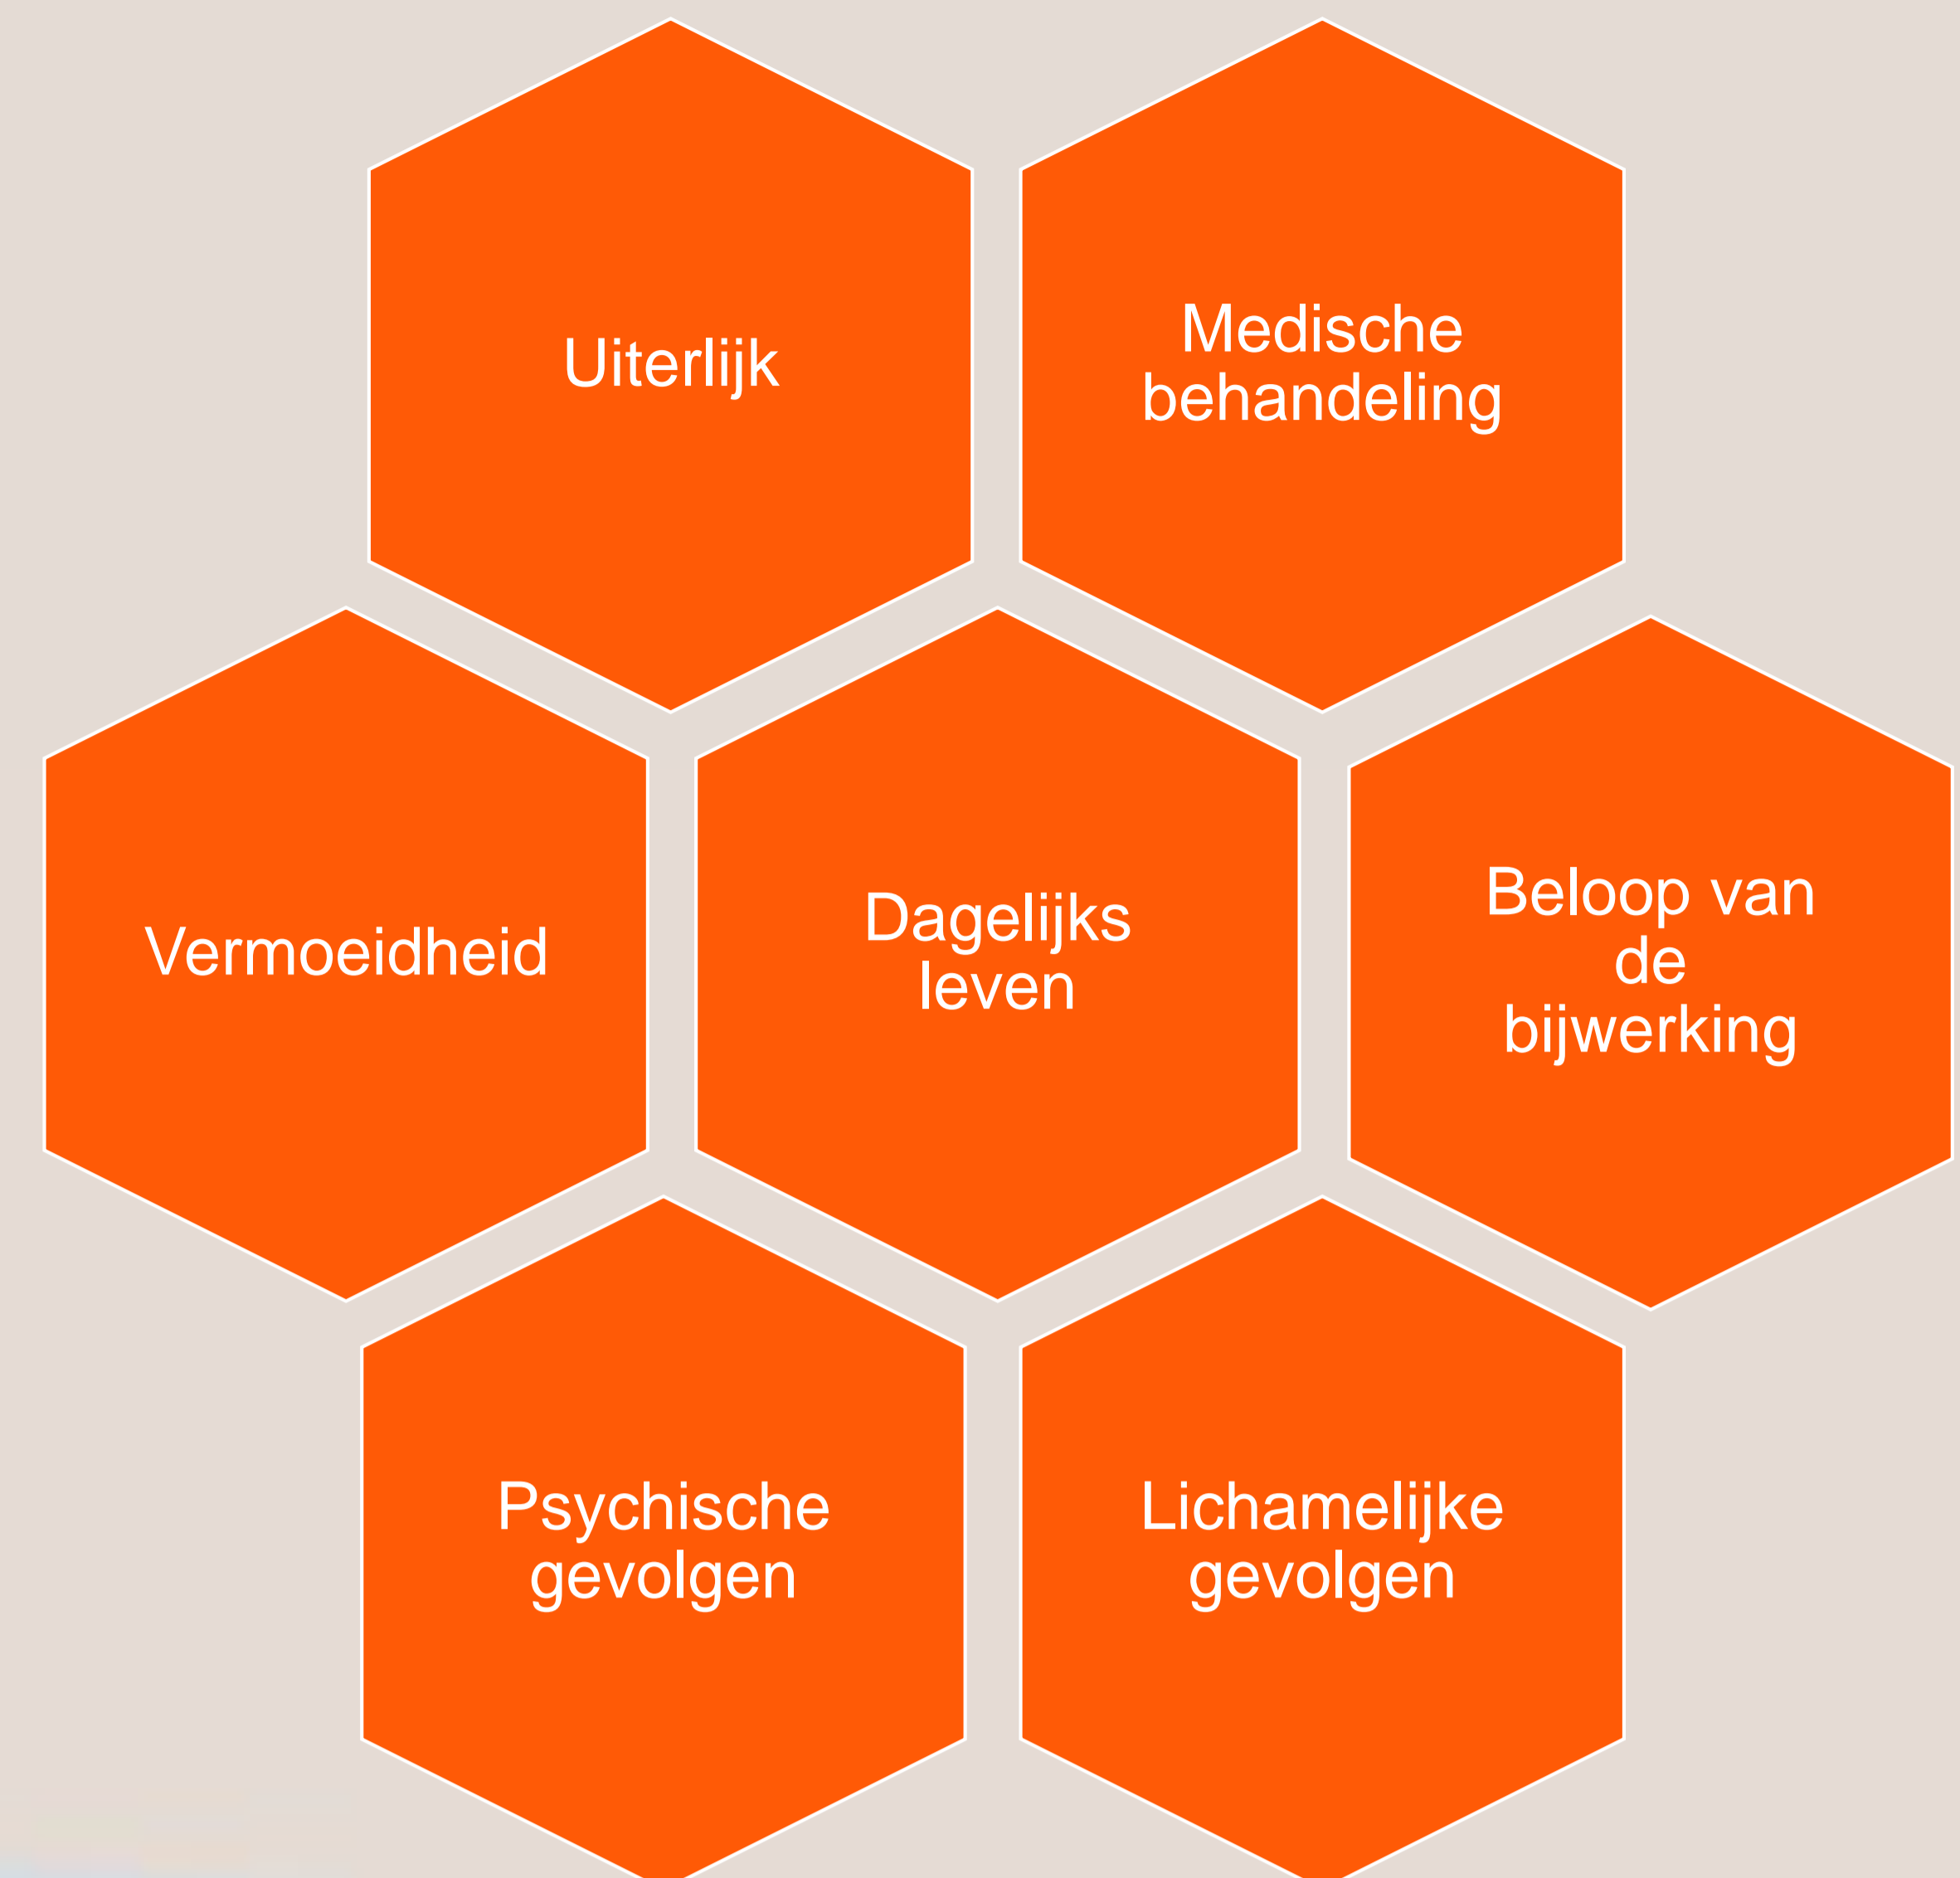 Uiterlijk
Medische
behandeling
Vermoeidheid
Dagelijks
leven
Beloop van
de
bijwerking
Psychische
gevolgen
Lichamelijke
gevolgen